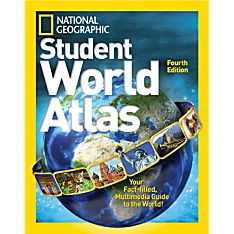 NATIONAL
GEOGRAPHIC
Student
World
Atlas
Fourth
Edition
Your
Fact-filled,
Multimedia Guide
to the World!